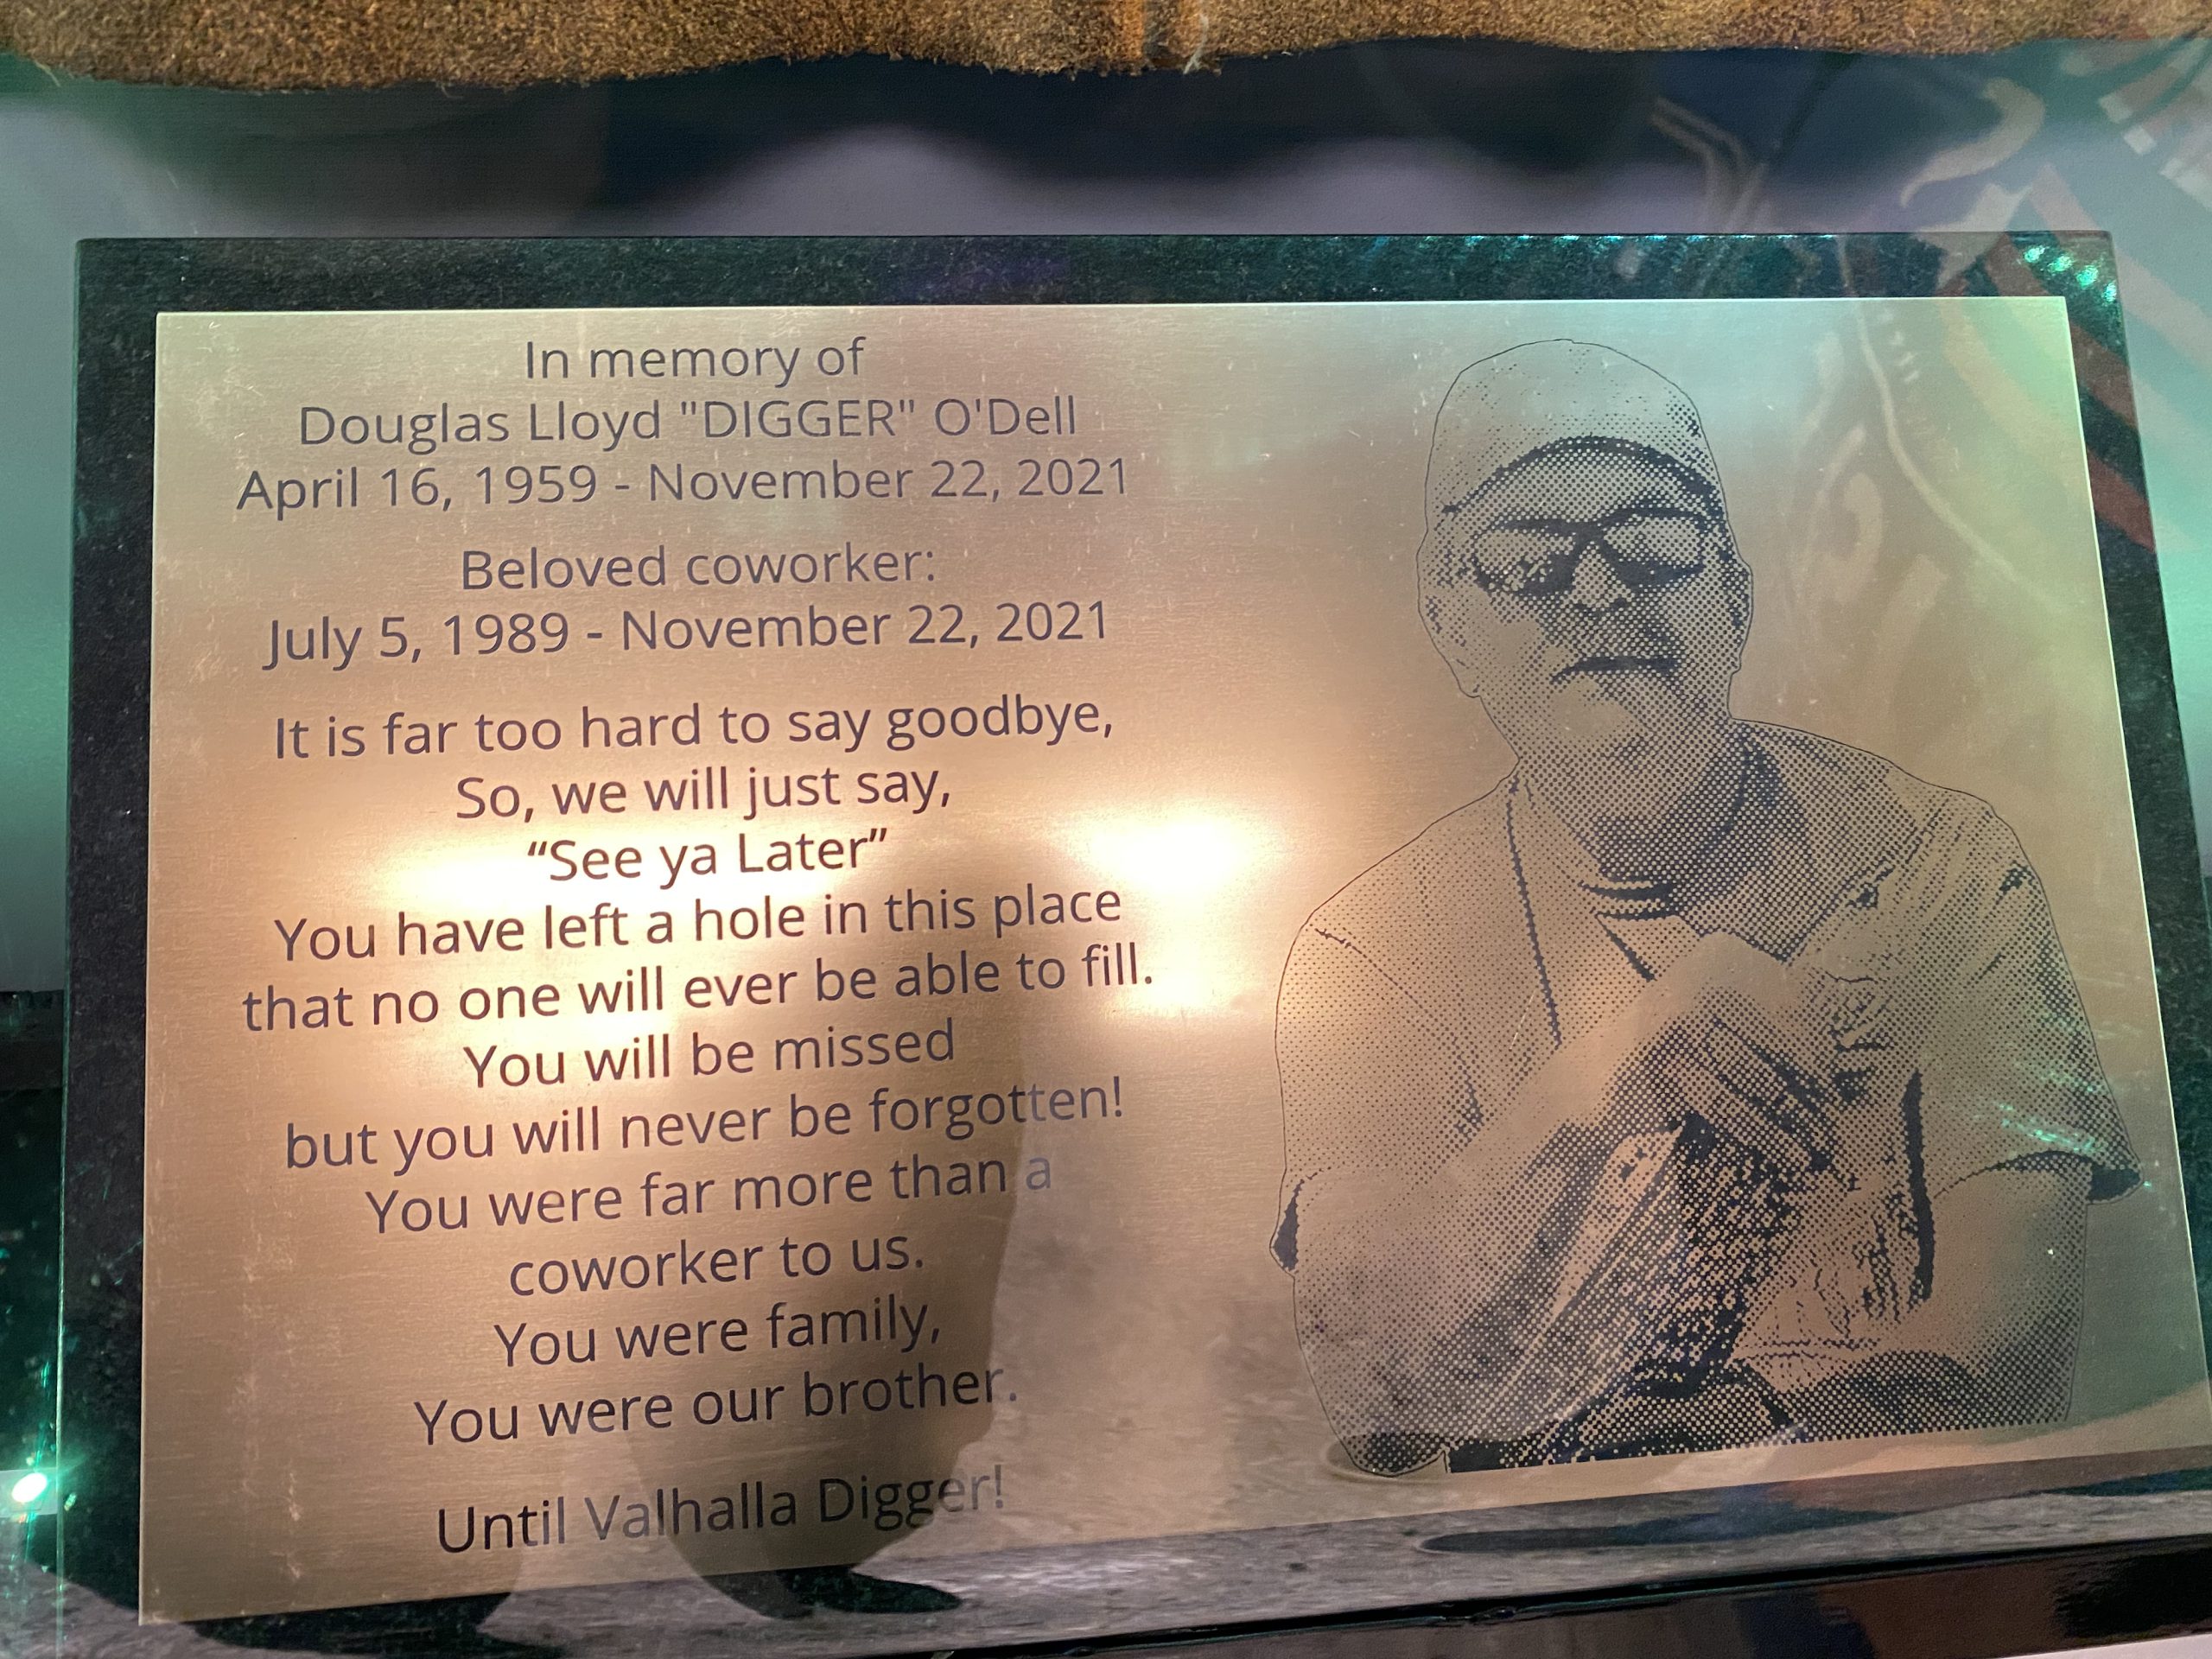 In memory of
Douglas Lloyd "DIGGER" O'Dell
April 16, 1959 - November 22, 2021
Beloved coworker:
July 5, 1989 - November 22, 2021
It is far too hard to say goodbye,
So, we will just say,
“See ya Later”
You have left a hole in this place
that no one will ever be able to fill.
You will be missed
but you will never be forgotten!
You were far more than a
coworker to us.
You were family,
You were our brother.
Until Valhalla Digger!